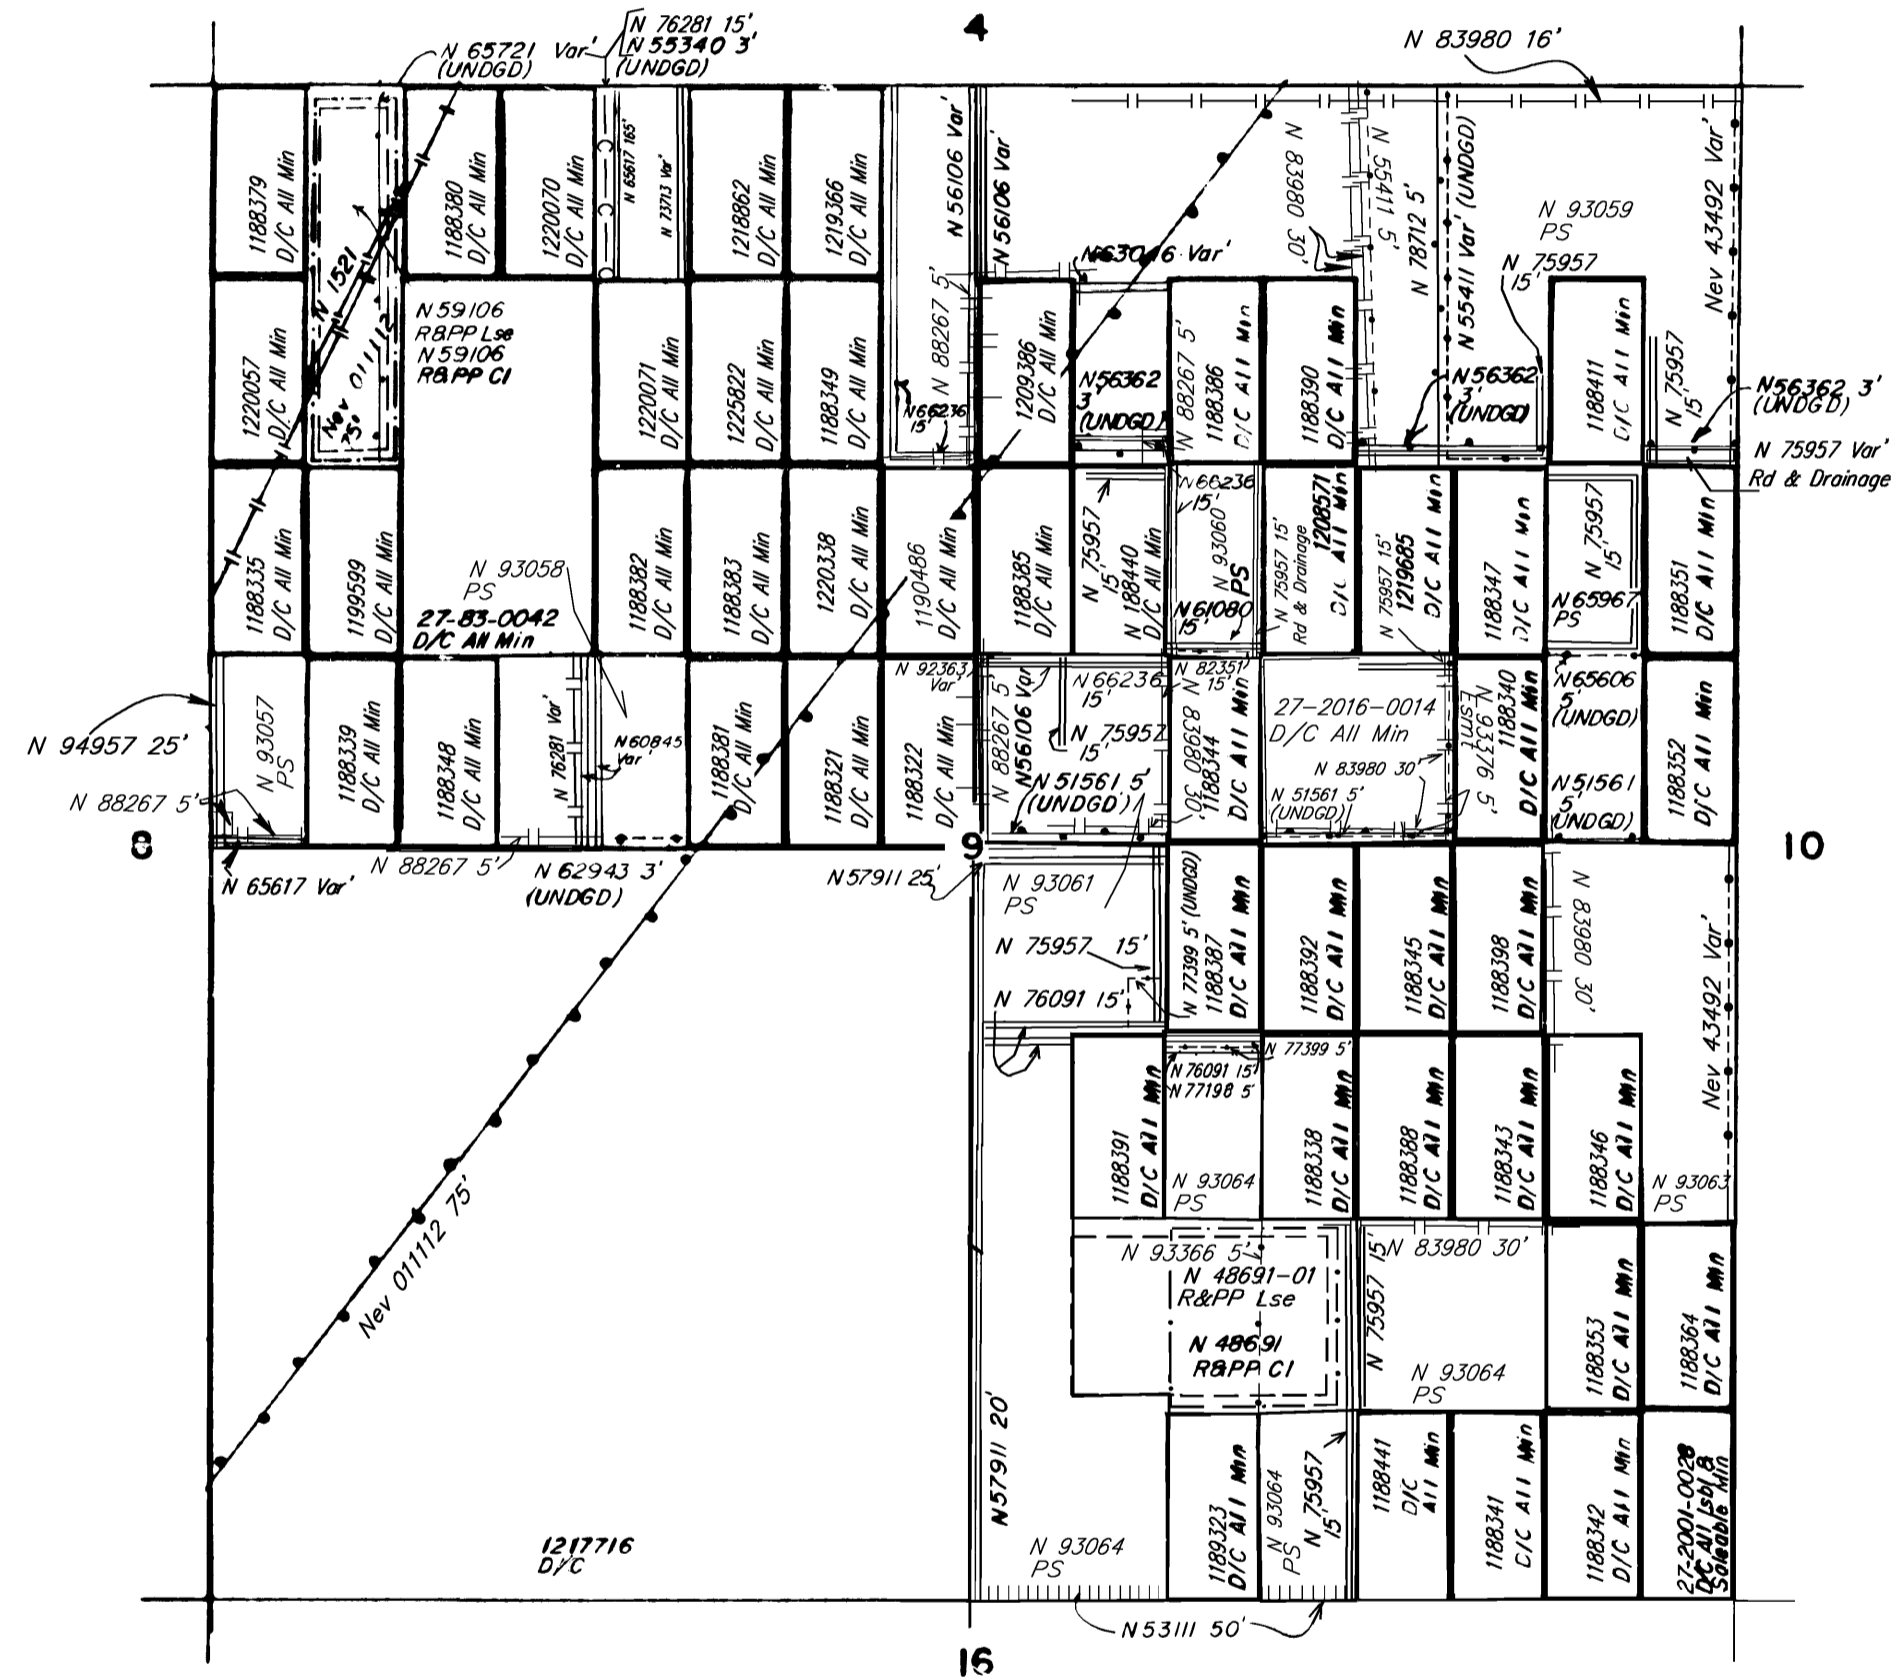 4
N 76281 15'
N 55340 3'
(UNDGD)
N 65721 Var'
(UNDGD)
N 83980 16'
1188379
D/C All Min
N 1521
Nev 011112
75'
1188380
D/C All Min
1220070
D/C All Min
N 65617 165'
N 73713 Var'
1218862
D/C All Min
1219366
D/C All Min
N 56106 Var'
N 56106 Var'
N 83980 30'
N 55411 5'
N 78712 5'
N 55411 Var' (UNDGD)
N 93059
PS
Nev 43492 Var'
N 75957
15'
1220057
D/C All Min
N 59106
R&PP Lse
N 59106
R&PP Cl
1220071
D/C All Min
1225822
D/C All Min
1188349
D/C All Min
N 88267 5'
N 66236
15'
1209386
D/C All Min
N 56362
3'
(UNDGD)
N 88267 5'
1188386
D/C All Min
1188390
D/C All Min
N 56362
3'
(UNDGD)
1188411
D/C All Min
N 75957
15'
N 56362 3'
(UNDGD)
N 75957 Var'
Rd & Drainage
1188335
D/C All Min
1199599
D/C All Min
N 93058
PS
27-83-0042
D/C All Min
1188382
D/C All Min
1188383
D/C All Min
1220338
D/C All Min
1190486
D/C All Min
1188385
D/C All Min
N 75957
15'
N 188440
D/C All Min
N 66236
15'
N 93060
PS
N 61080
15'
N 75957 15'
Rd & Drainage
1208571
D/C All Min
N 75957 15'
1219685
D/C All Min
1188347
D/C All Min
N 75957
15'
N 65967
PS
1188351
D/C All Min
N 94957 25'
N 88267 5'
N 93057
PS
1188339
D/C All Min
1188348
D/C All Min
N 76281 Var'
N 60845
Var'
1188381
D/C All Min
1188321
D/C All Min
1188322
D/C All Min
N 92363
Var'
N 88267 5'
N 56106 Var'
N 66236
15'
N 75957
15'
N 51561 5'
(UNDGD)
N 82351
15'
N 83980 30'
1188344
D/C All Min
27-2016-0014
D/C All Min
N 83980 30'
N 51561 5'
(UNDGD)
N 93376 5'
Esmt
1188340
D/C All Min
N 65606
5'
(UNDGD)
N 51561
5'
(UNDGD)
1188352
D/C All Min
8
9
10
N 65617 Var'
N 88267 5'
N 62943 3'
(UNDGD)
N 57911 25'
N 93061
PS
N 75957 15'
N 76091 15'
N 77399 5' (UNDGD)
1188387
D/C All Min
1188392
D/C All Min
1188345
D/C All Min
1188398
D/C All Min
N 83980 30'
Nev 43492 Var'
N 77399 5'
N 76091 15'
N 77198 5'
1188391
D/C All Min
N 93064
PS
1188338
D/C All Min
1188388
D/C All Min
1188343
D/C All Min
1188346
D/C All Min
N 93063
PS
Nev 011112 75'
N 93366 5'
N 48691-01
R&PP Lse
N 48691
R&PP Cl
N 75957 15'
N 83980 30'
N 93064
PS
1188353
D/C All Min
1188364
D/C All Min
1217716
D/C
N 57911 20'
N 93064
PS
1189323
D/C All Min
N 93064
PS
N 75957
15'
1188441
D/C
All Min
1188341
D/C All Min
1188342
D/C All Min
27-2001-0028
D/C All lsbl &
Saleable Min
N 53111 50'
16